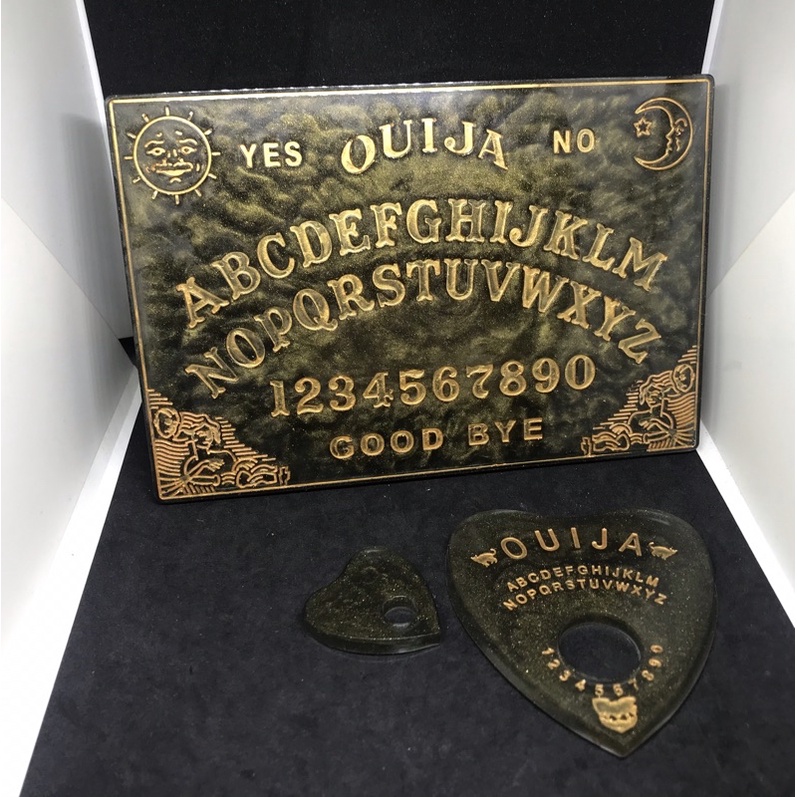 YES OUIJA NO
ABCDEFGHIJKLM
NOPQRSTUVWXYZ
1234567890
GOOD BYE
OUIJA
ABCDEFGHIJKLM
NOPQRSTUVWXYZ
1234567890